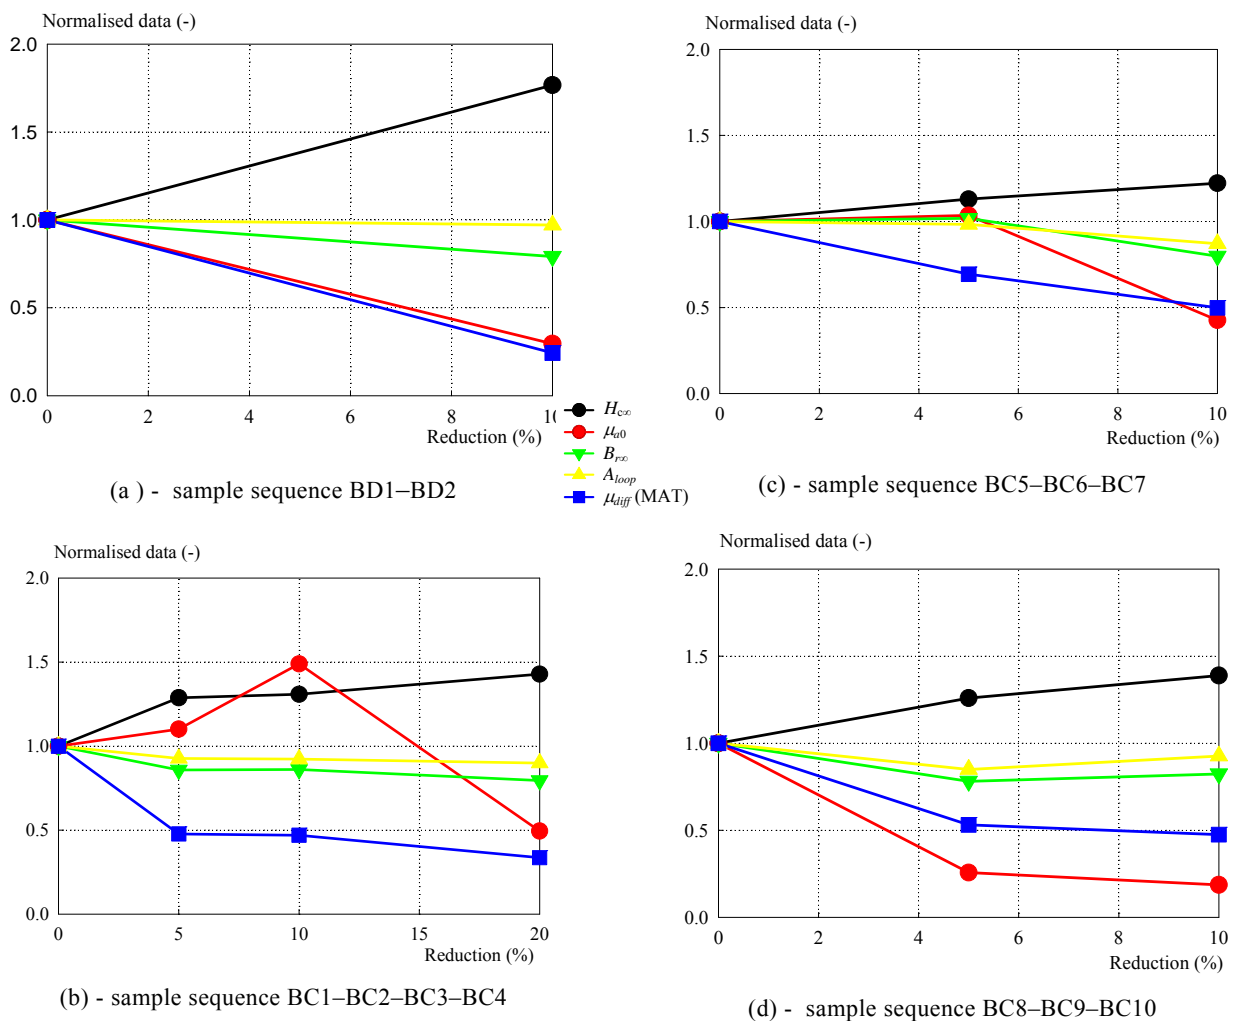 Normalised data (-)
2.0
1.5
1.0
0.5
0.0
0 2 4 6 8 10
Reduction (%)
(a ) - sample sequence BD1–BD2
Normalised data (-)
2.0
1.5
1.0
0.5
0.0
0 2 4 6 8 10
Reduction (%)
(c) - sample sequence BC5–BC6–BC7
Hc∞
μa0
Br∞
Aloop
μdiff (MAT)
Normalised data (-)
2.0
1.5
1.0
0.5
0.0
0 5 10 15 20
Reduction (%)
(b) - sample sequence BC1–BC2–BC3–BC4
Normalised data (-)
2.0
1.5
1.0
0.5
0.0
0 2 4 6 8 10
Reduction (%)
(d) - sample sequence BC8–BC9–BC10